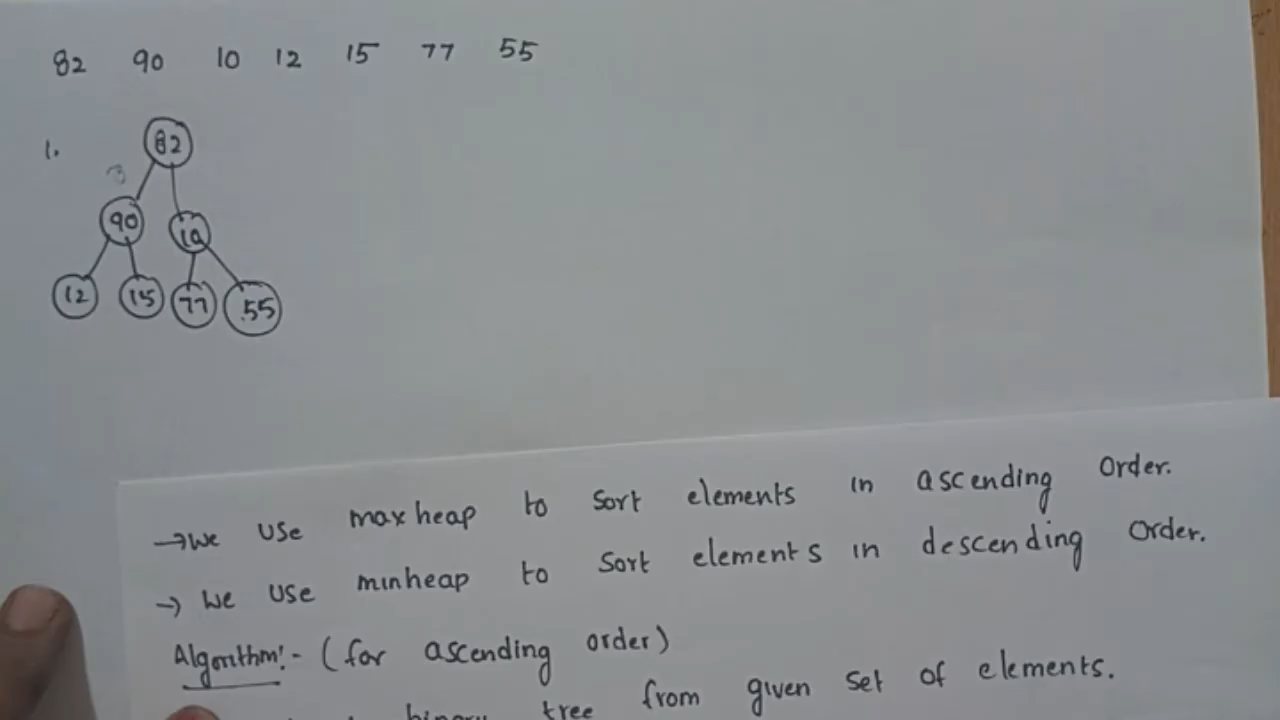 82 90 10 12 15 77 55
1.
82
90 10
12 15 77 55
→ We use maxheap to sort elements in ascending order.
→ We use minheap to sort elements in descending order.
Algorithm:- (for ascending order)
binary tree from given set of elements.